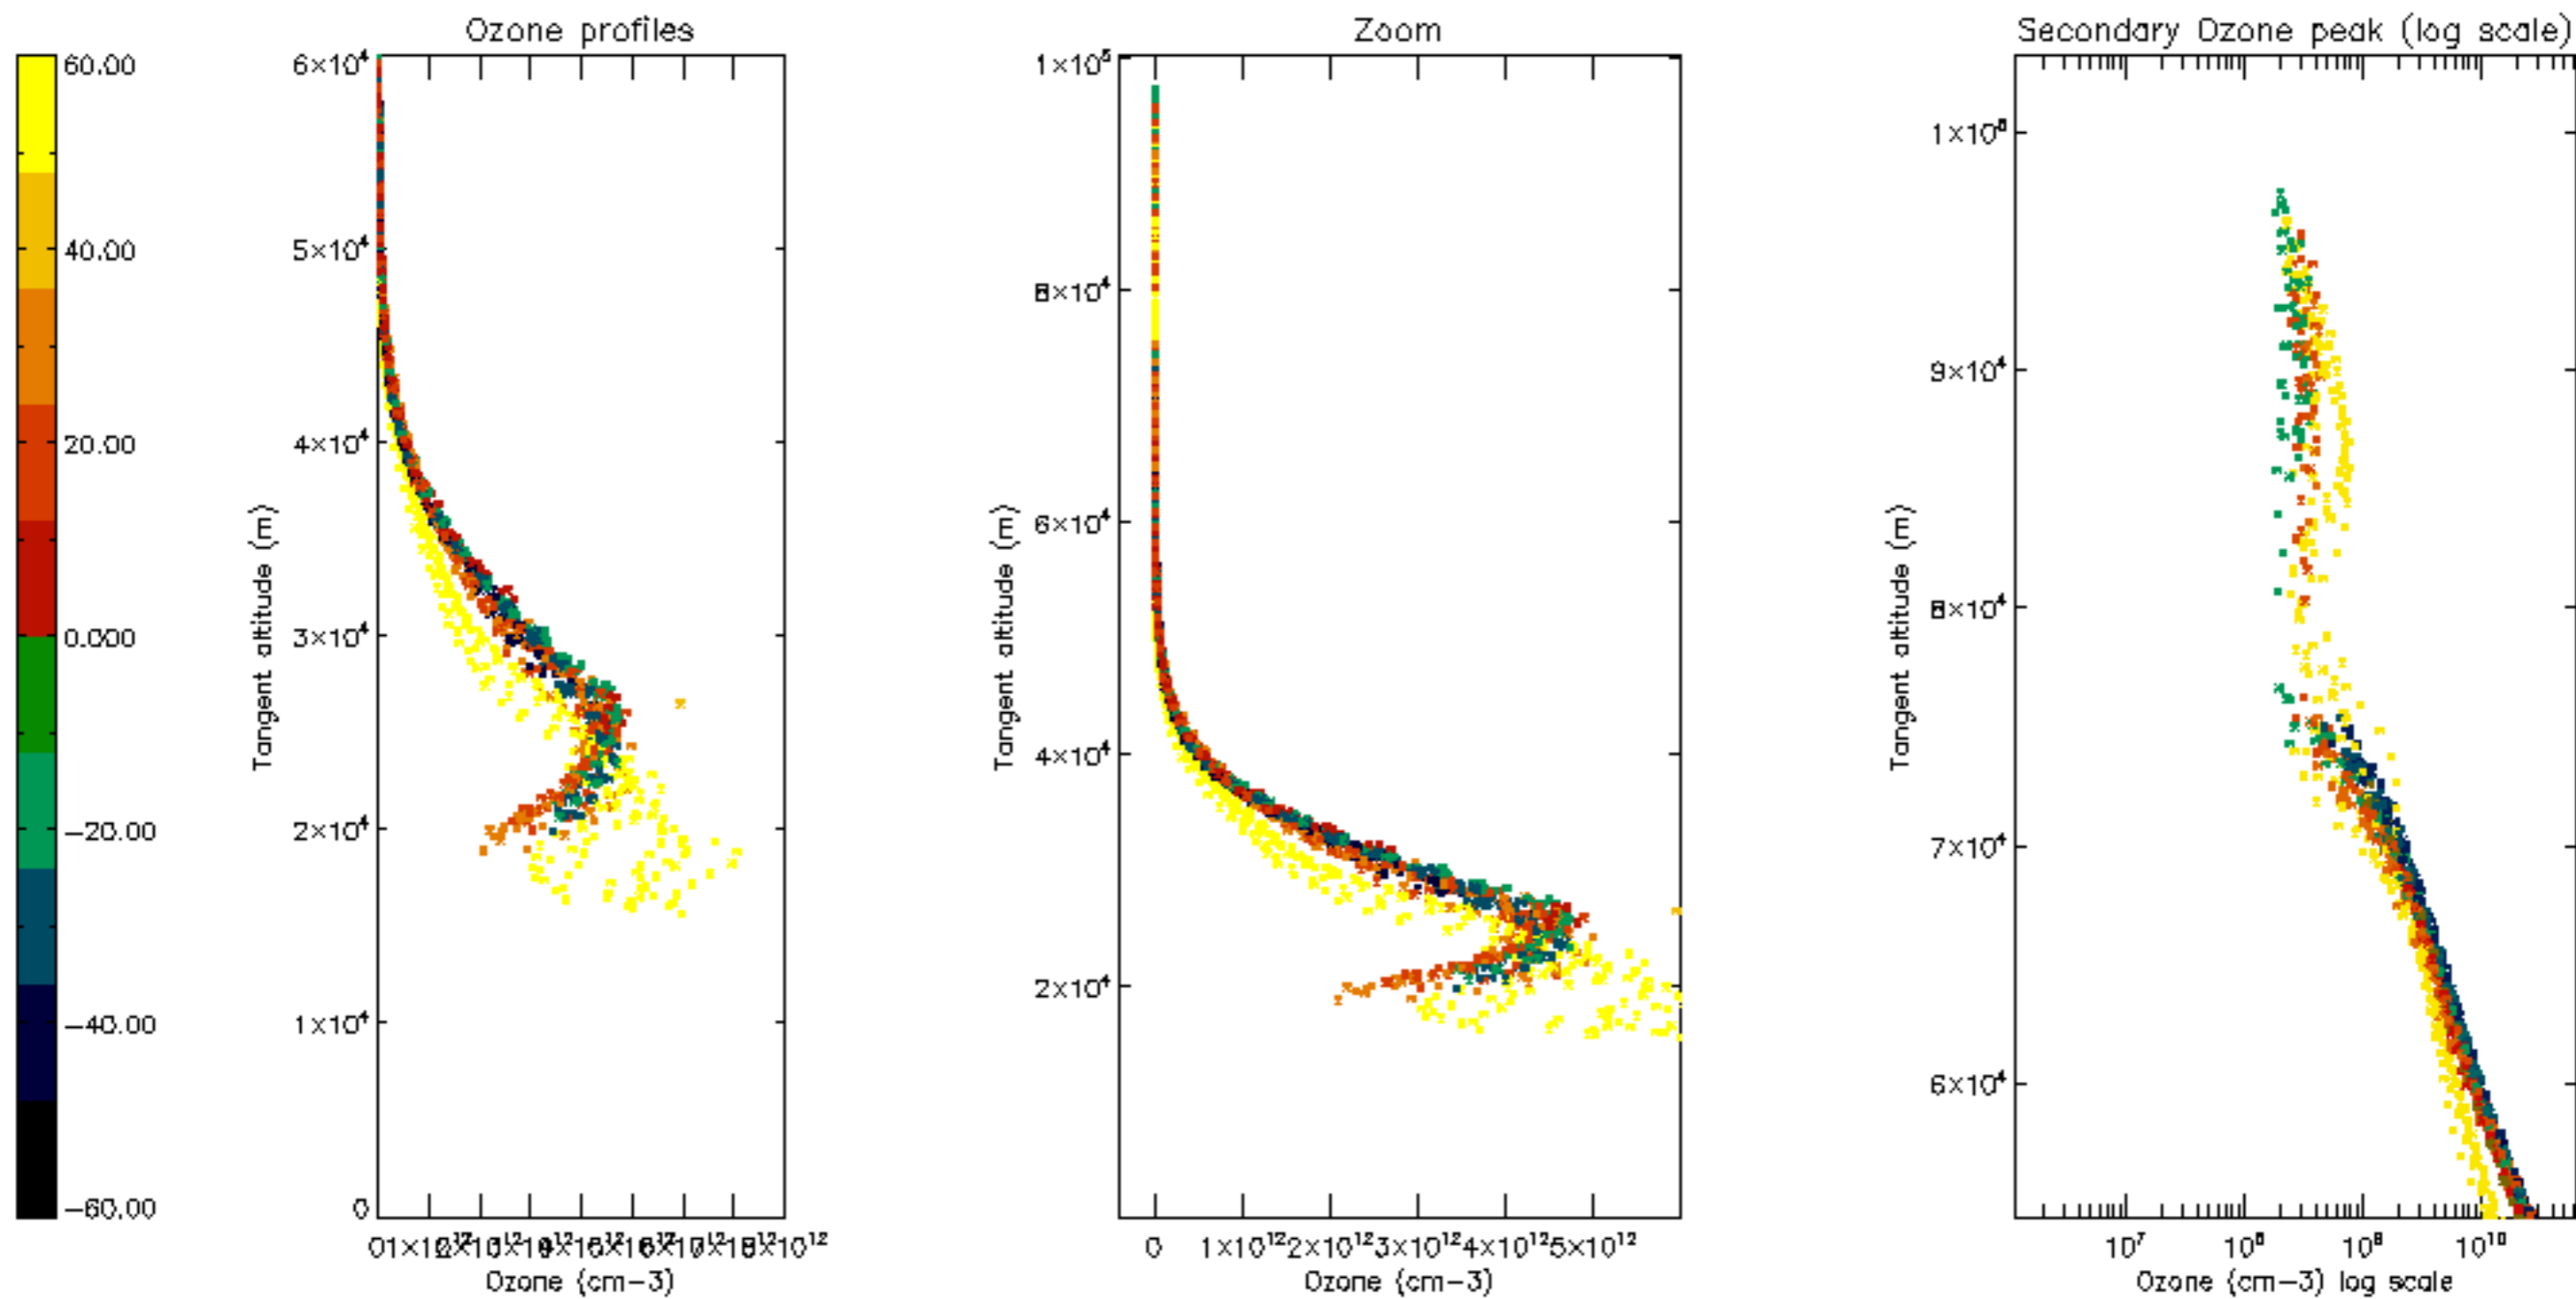 Ozone profiles
Zoom
Secondary Ozone peak (log scale)
60.00
40.00
20.00
0.000
−20.00
−40.00
−60.00
6×10⁴
5×10⁴
4×10⁴
3×10⁴
2×10⁴
1×10⁴
0
Tangent altitude (m)
Ozone (cm−3)
1×10⁵
8×10⁴
6×10⁴
4×10⁴
2×10⁴
Tangent altitude (m)
0 1×10¹² 2×10¹² 3×10¹² 4×10¹² 5×10¹²
Ozone (cm−3)
9×10⁴
8×10⁴
7×10⁴
6×10⁴
Tangent altitude (m)
10⁷ 10⁸ 10⁹ 10¹⁰
Ozone (cm−3) log scale